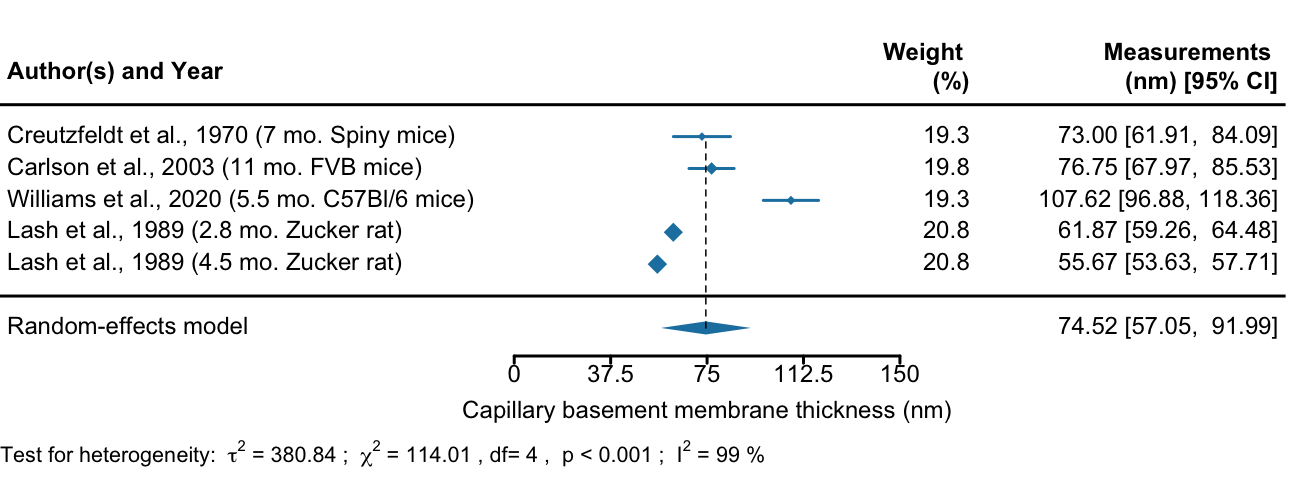 Author(s) and Year Weight (%) Measurements (nm) [95% CI]
Creutzfeldt et al., 1970 (7 mo. Spiny mice) 19.3 73.00 [61.91, 84.09]
Carlson et al., 2003 (11 mo. FVB mice) 19.8 76.75 [67.97, 85.53]
Williams et al., 2020 (5.5 mo. C57Bl/6 mice) 19.3 107.62 [96.88, 118.36]
Lash et al., 1989 (2.8 mo. Zucker rat) 20.8 61.87 [59.26, 64.48]
Lash et al., 1989 (4.5 mo. Zucker rat) 20.8 55.67 [53.63, 57.71]
Random-effects model 74.52 [57.05, 91.99]
0 37.5 75 112.5 150
Capillary basement membrane thickness (nm)
Test for heterogeneity: τ² = 380.84 ; χ² = 114.01 , df= 4 , p < 0.001 ; I² = 99 %